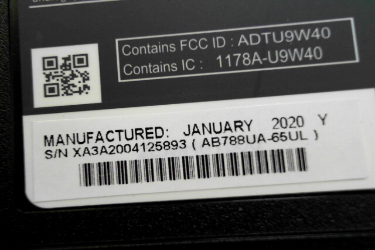 Contains FCC ID : ADTU9W40
Contains IC : 1178A-U9W40
MANUFACTURED: JANUARY 2020 Y
S/N XA3A2004125893 ( AB788UA-65UL )